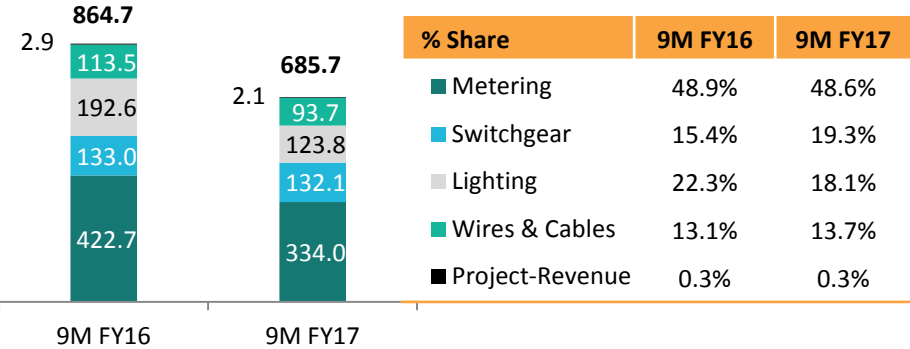 864.7
2.9
113.5
192.6
133.0
422.7
685.7
2.1
93.7
123.8
132.1
334.0
9M FY16
9M FY17
% Share 9M FY16 9M FY17
Metering 48.9% 48.6%
Switchgear 15.4% 19.3%
Lighting 22.3% 18.1%
Wires & Cables 13.1% 13.7%
Project-Revenue 0.3% 0.3%